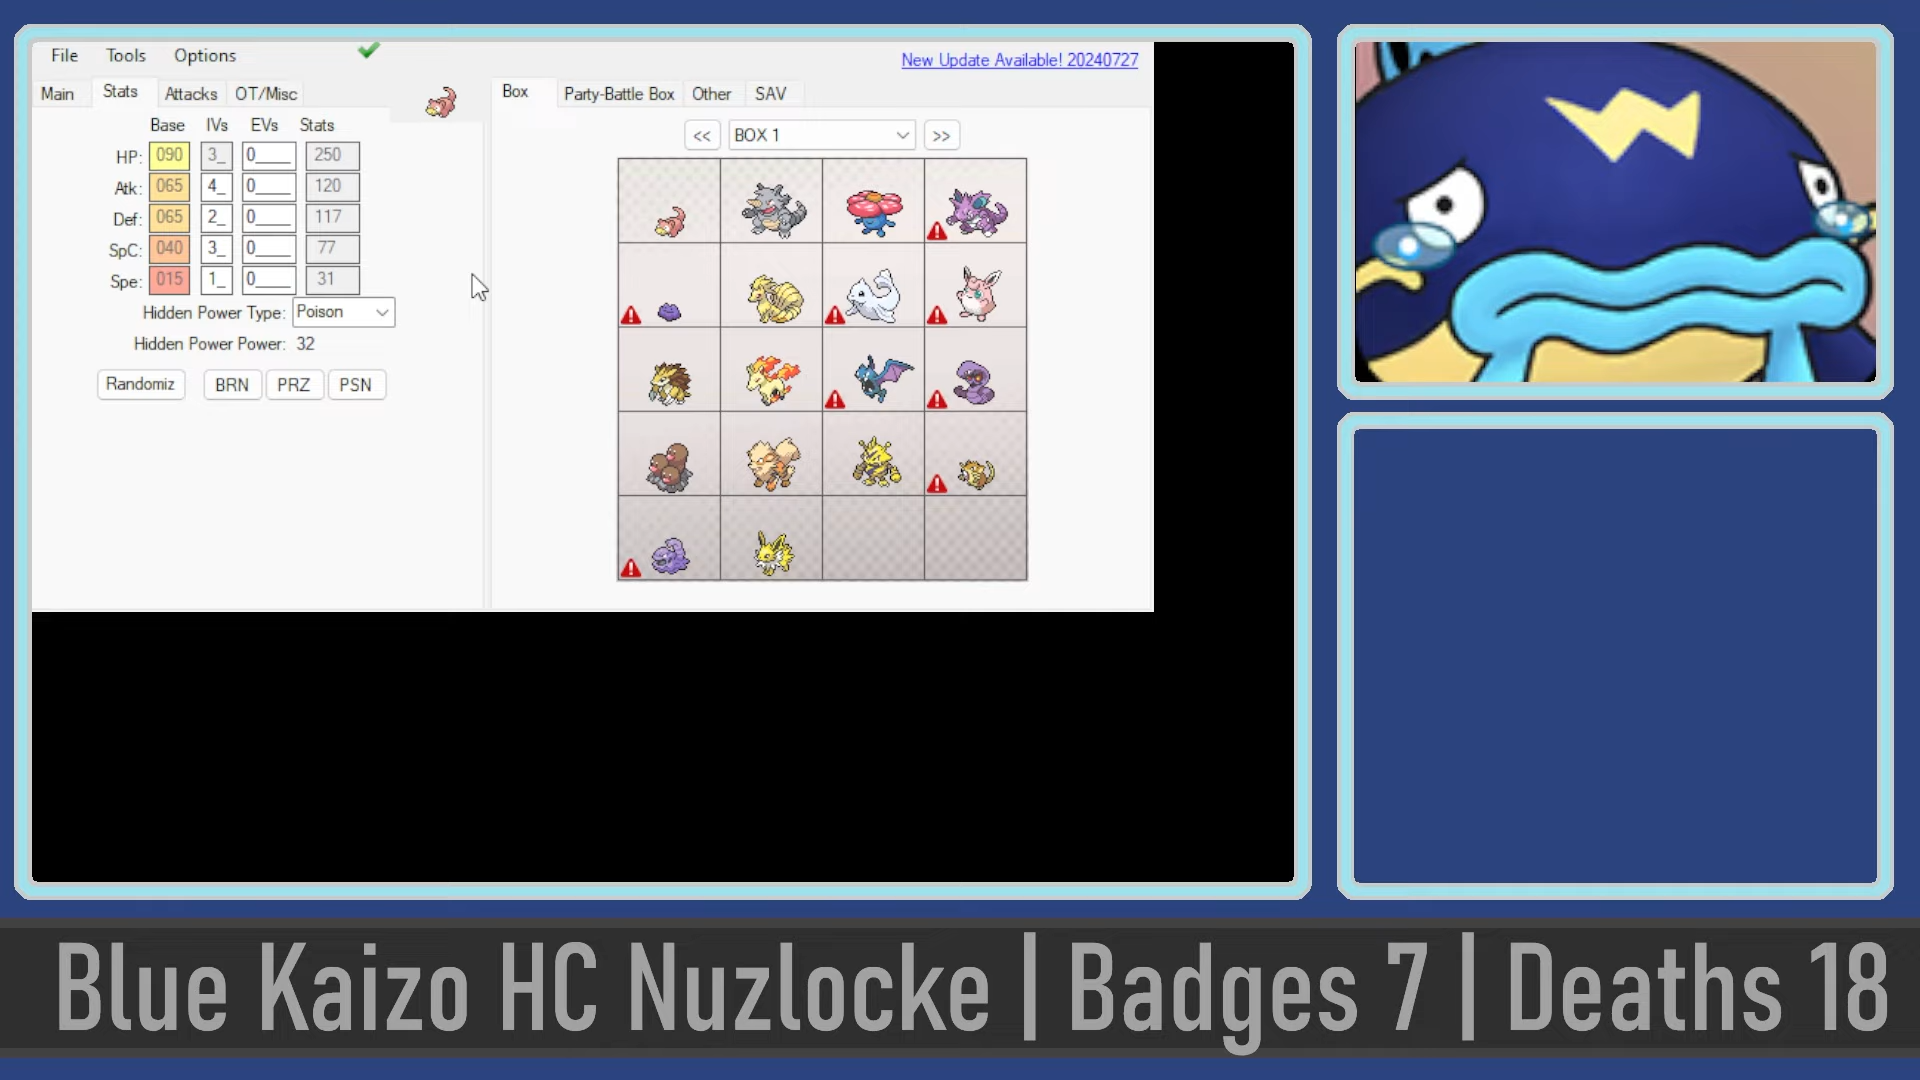 File Tools Options
New Update Available! 20240727
Main Stats Attacks OT/Misc
Box Party-Battle Box Other SAV
Base IVs EVs Stats
<< BOX 1 >>
HP: 090 3_ 0____ 250
Atk: 065 4_ 0____ 120
Def: 065 2_ 0____ 117
SpC: 040 3_ 0____ 77
Spe: 015 1_ 0____ 31
Hidden Power Type: Poison
Hidden Power Power: 32
Randomiz BRN PRZ PSN
Blue Kaizo HC Nuzlocke | Badges 7 | Deaths 18